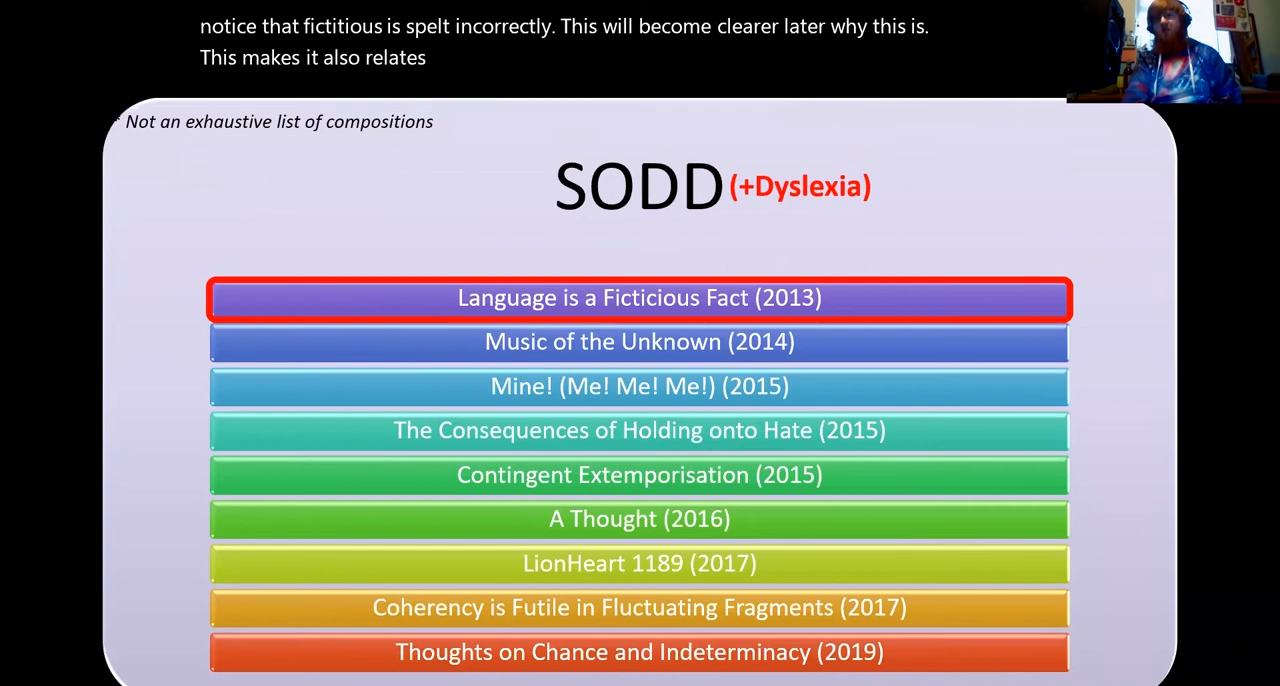 notice that fictitious is spelt incorrectly. This will become clearer later why this is.
This makes it also relates
* Not an exhaustive list of compositions
SODD (+Dyslexia)
Language is a Ficticious Fact (2013)
Music of the Unknown (2014)
Mine! (Me! Me! Me!) (2015)
The Consequences of Holding onto Hate (2015)
Contingent Extemporisation (2015)
A Thought (2016)
LionHeart 1189 (2017)
Coherency is Futile in Fluctuating Fragments (2017)
Thoughts on Chance and Indeterminacy (2019)